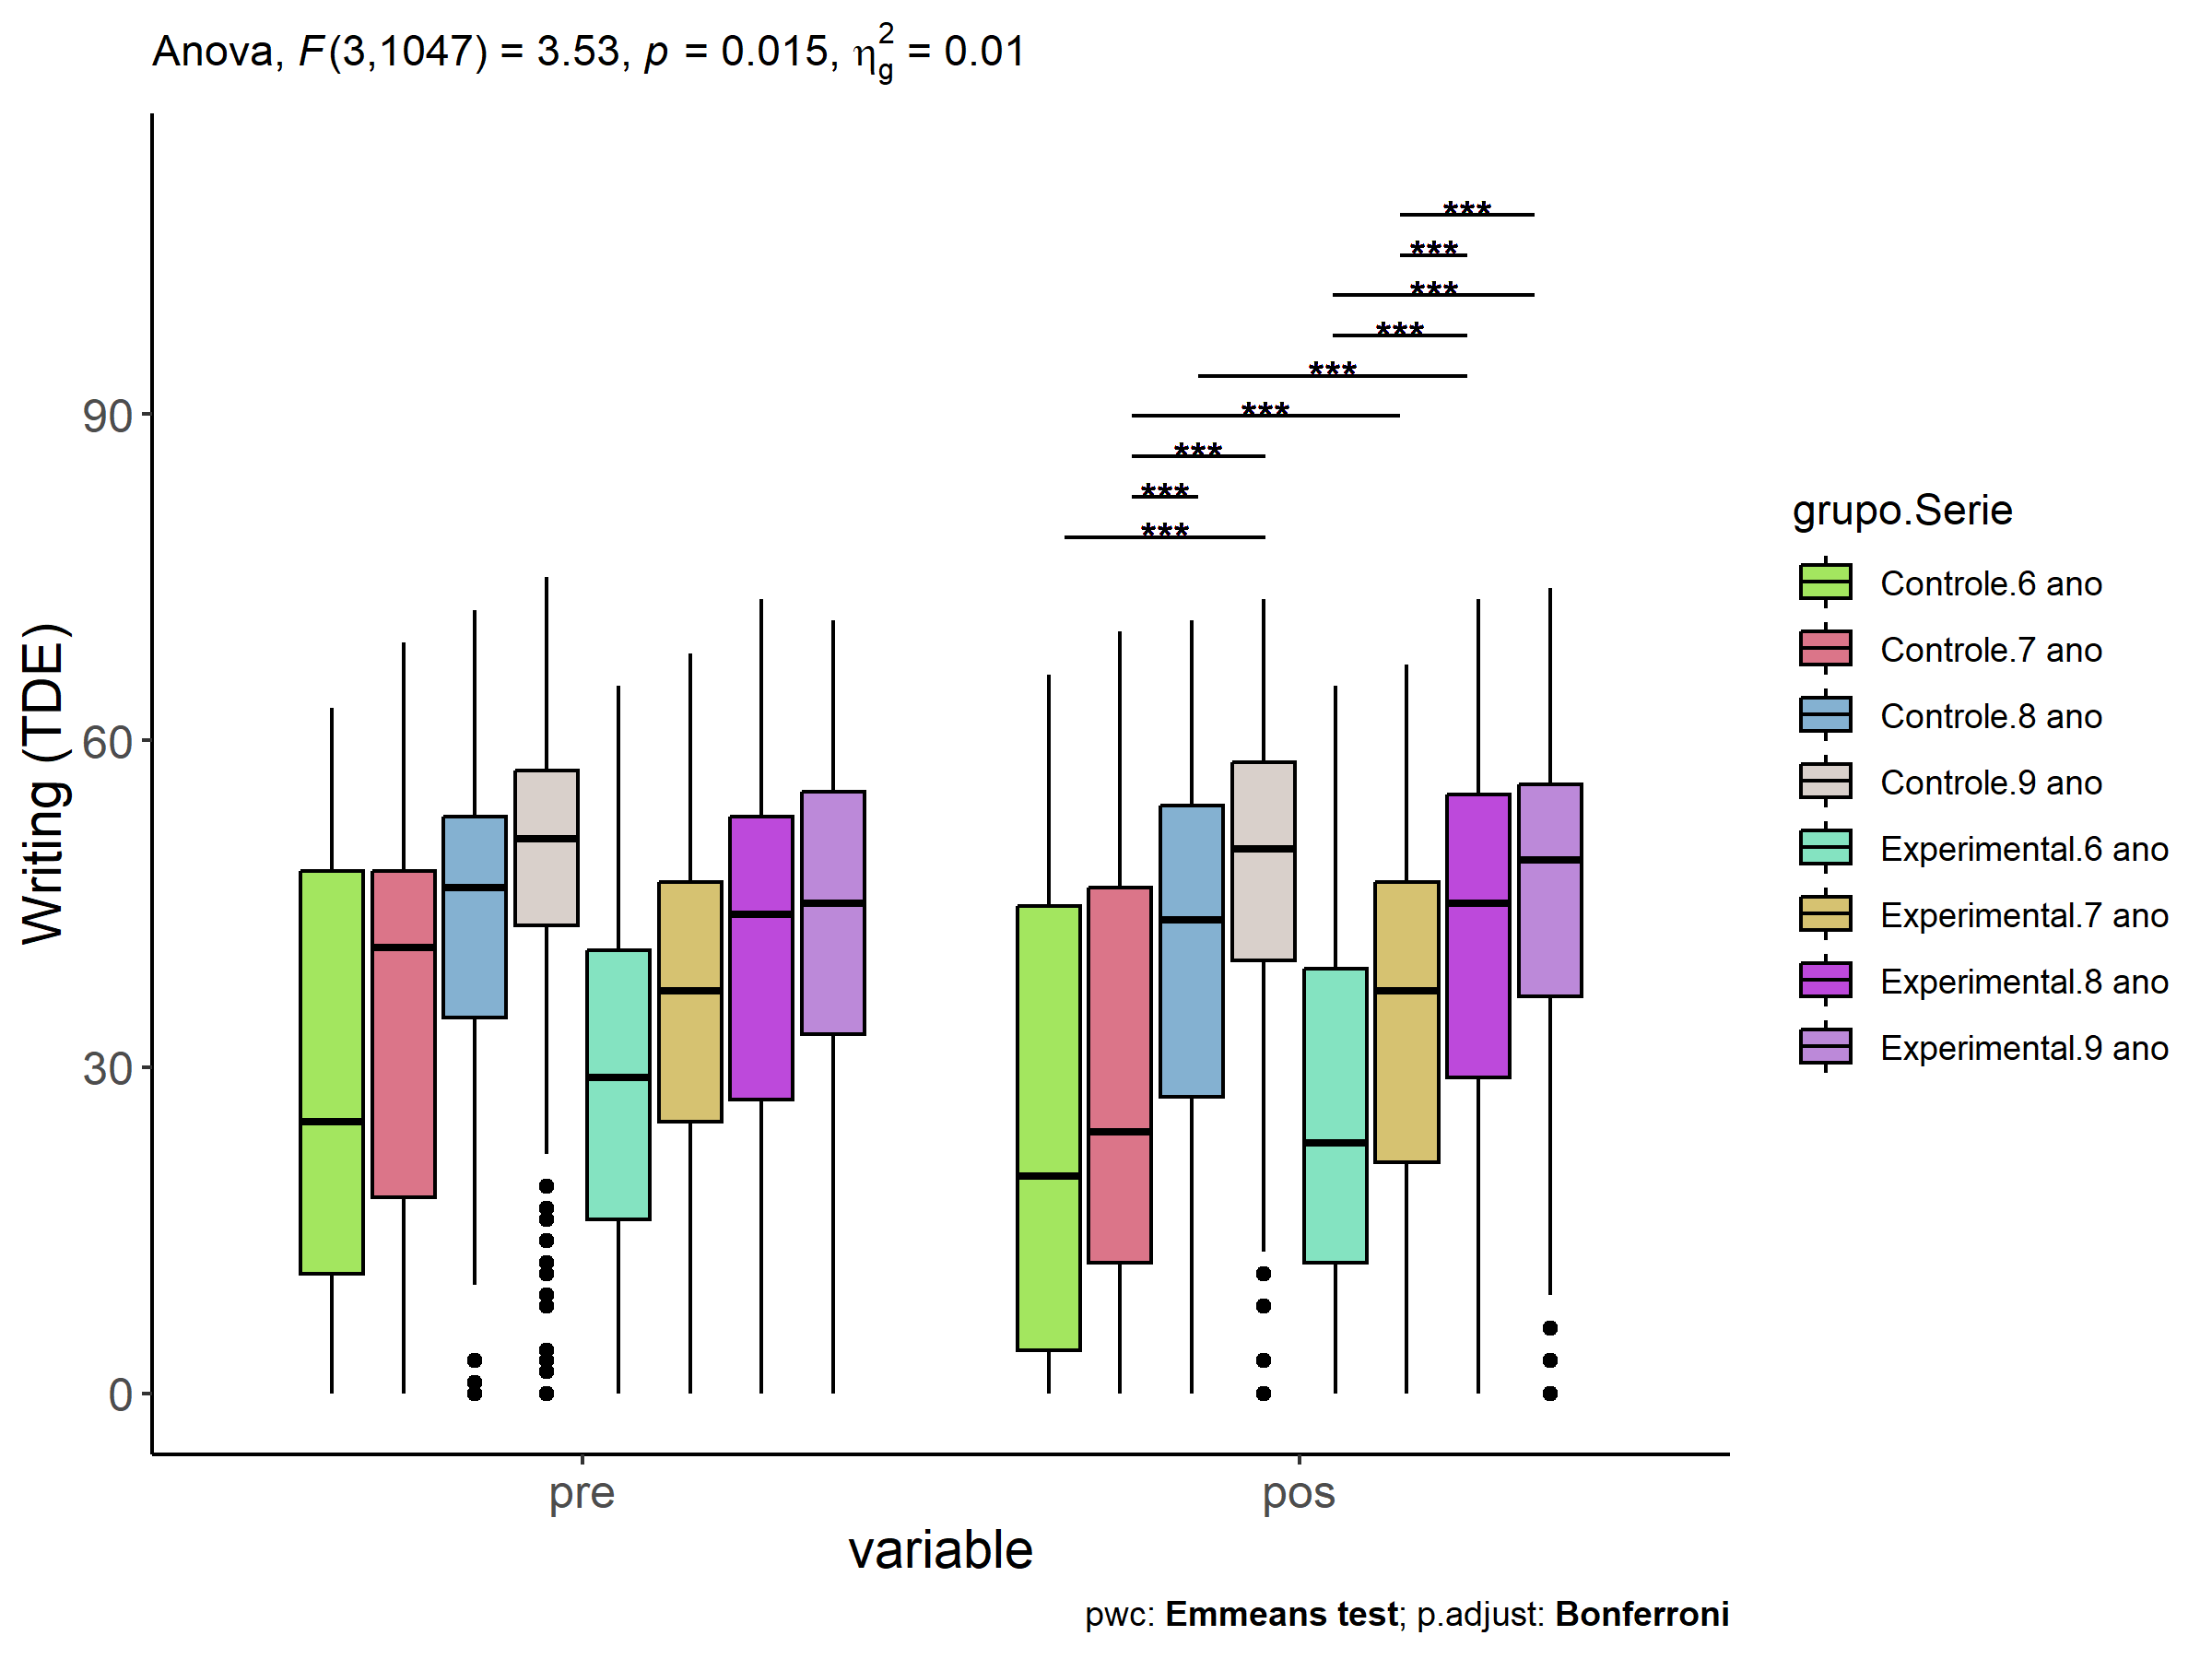 Anova, F(3,1047) = 3.53, p = 0.015, η²g = 0.01
***
***
***
***
***
***
***
***
***
Writing (TDE)
90
60
30
0
pre
pos
variable
grupo.Serie
Controle.6 ano
Controle.7 ano
Controle.8 ano
Controle.9 ano
Experimental.6 ano
Experimental.7 ano
Experimental.8 ano
Experimental.9 ano
pwc: Emmeans test; p.adjust: Bonferroni